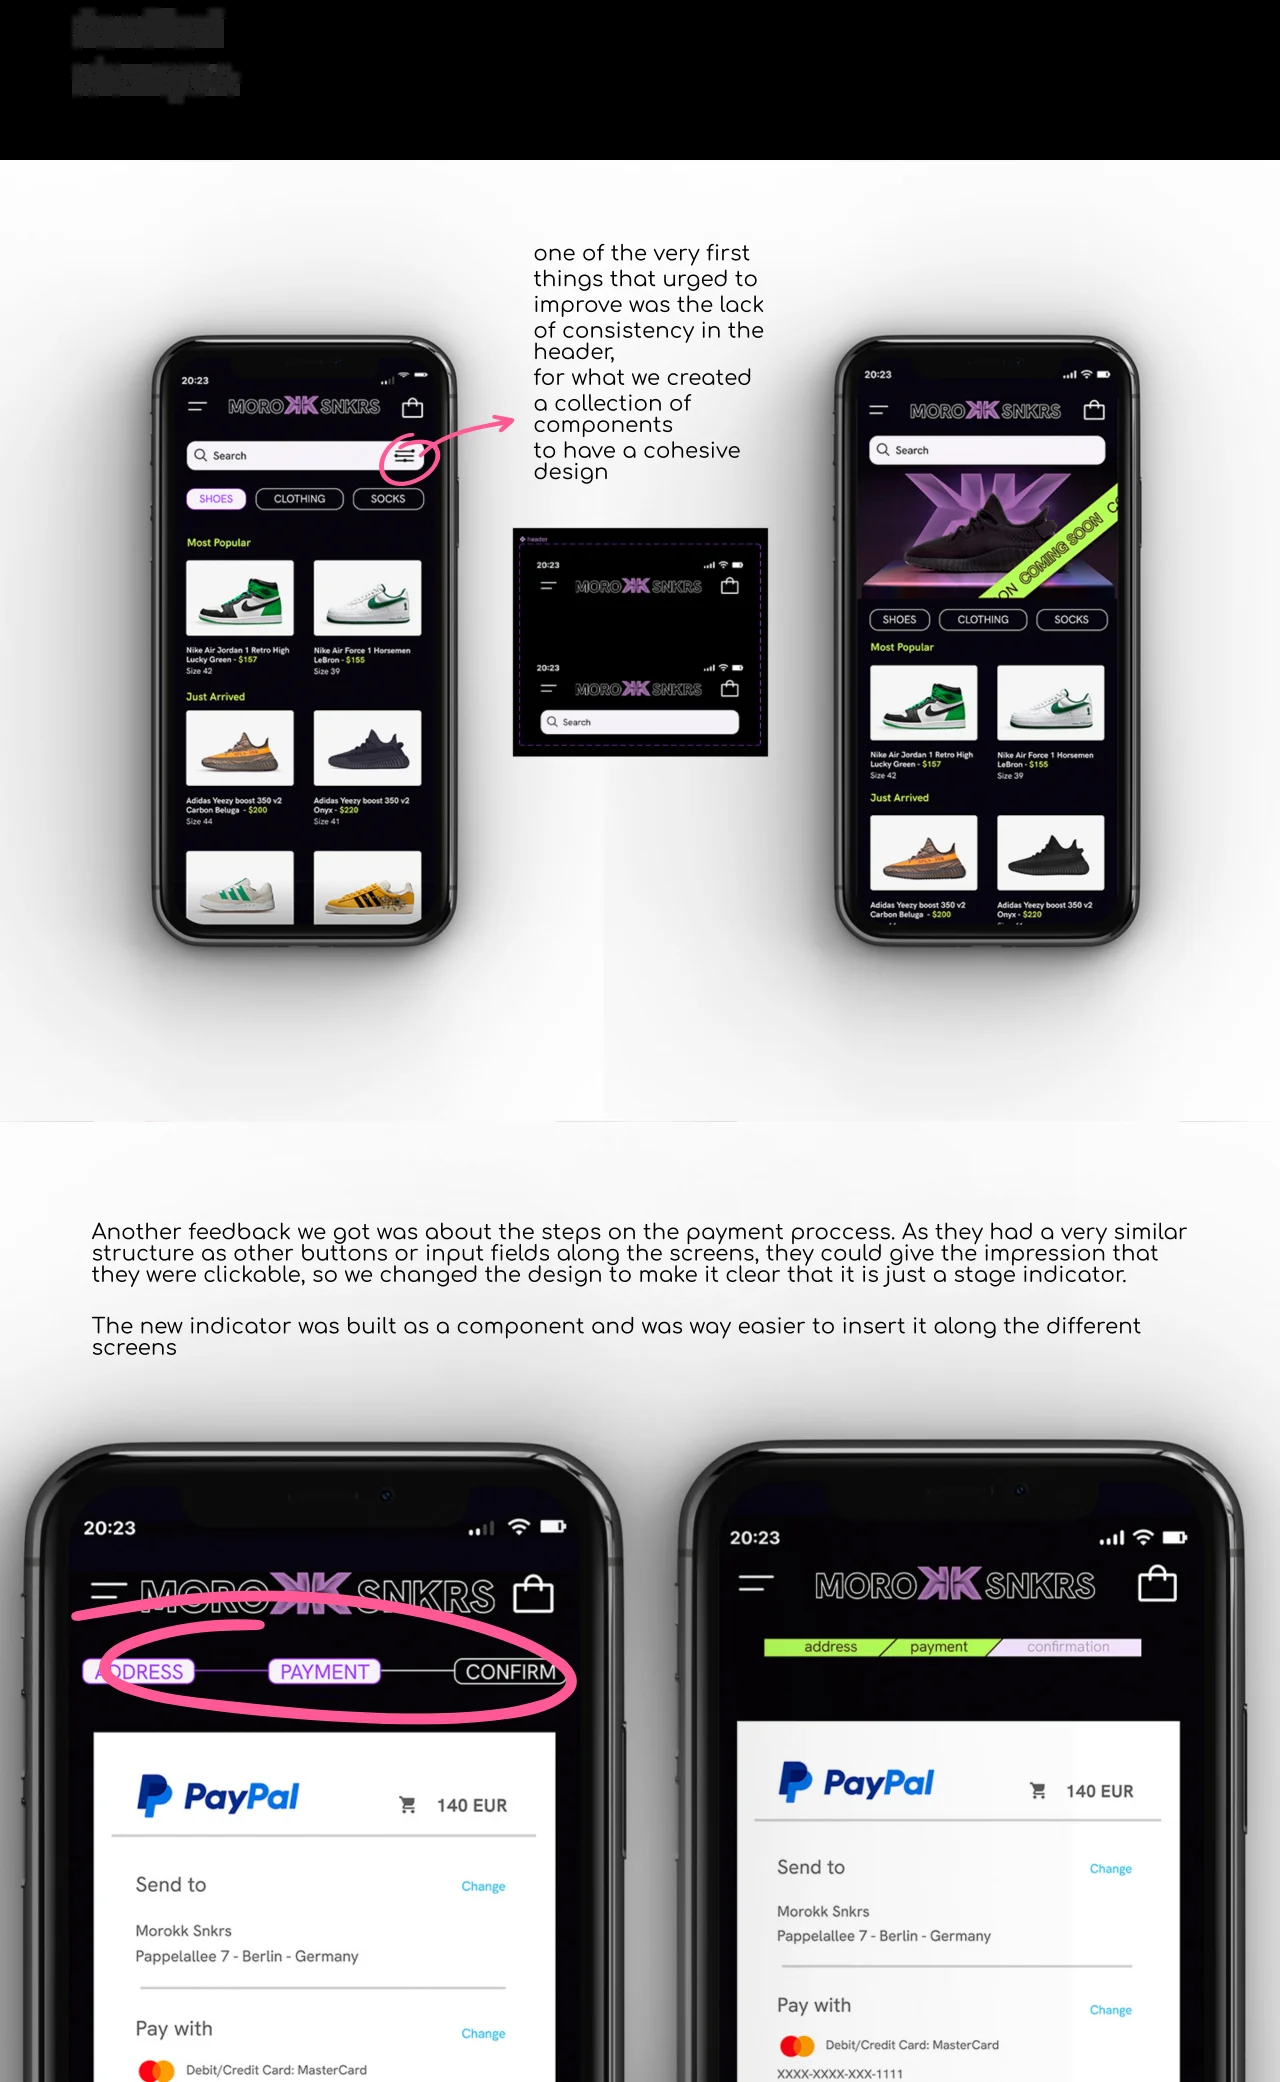 one of the very first
things that urged to
improve was the lack
of consistency in the
header,
for what we created
a collection of
components
to have a cohesive
design
20:23
MOROKK SNKRS
Search
SHOES CLOTHING SOCKS
Most Popular
Nike Air Jordan 1 Retro High
Lucky Green - $157
Size 42
Nike Air Force 1 Horsemen
LeBron - $155
Size 39
Just Arrived
Adidas Yeezy boost 350 v2
Carbon Beluga - $200
Size 44
Adidas Yeezy boost 350 v2
Onyx - $220
Size 41
header
20:23
MOROKK SNKRS
20:23
MOROKK SNKRS
Search
20:23
MOROKK SNKRS
Search
ON COMING SOON CO
SHOES CLOTHING SOCKS
Most Popular
Nike Air Jordan 1 Retro High
Lucky Green - $157
Size 42
Nike Air Force 1 Horsemen
LeBron - $155
Size 39
Just Arrived
Adidas Yeezy boost 350 v2
Carbon Beluga - $200
Adidas Yeezy boost 350 v2
Onyx - $220
Another feedback we got was about the steps on the payment proccess. As they had a very similar
structure as other buttons or input fields along the screens, they could give the impression that
they were clickable, so we changed the design to make it clear that it is just a stage indicator.
The new indicator was built as a component and was way easier to insert it along the different
screens
20:23
MOROKK SNKRS
ADDRESS PAYMENT CONFIRM
PayPal
140 EUR
Send to
Change
Morokk Snkrs
Pappelallee 7 - Berlin - Germany
Pay with
Change
Debit/Credit Card: MasterCard
20:23
MOROKK SNKRS
address payment confirmation
PayPal
140 EUR
Send to
Change
Morokk Snkrs
Pappelallee 7 - Berlin - Germany
Pay with
Change
Debit/Credit Card: MasterCard
XXXX-XXXX-XXX-1111